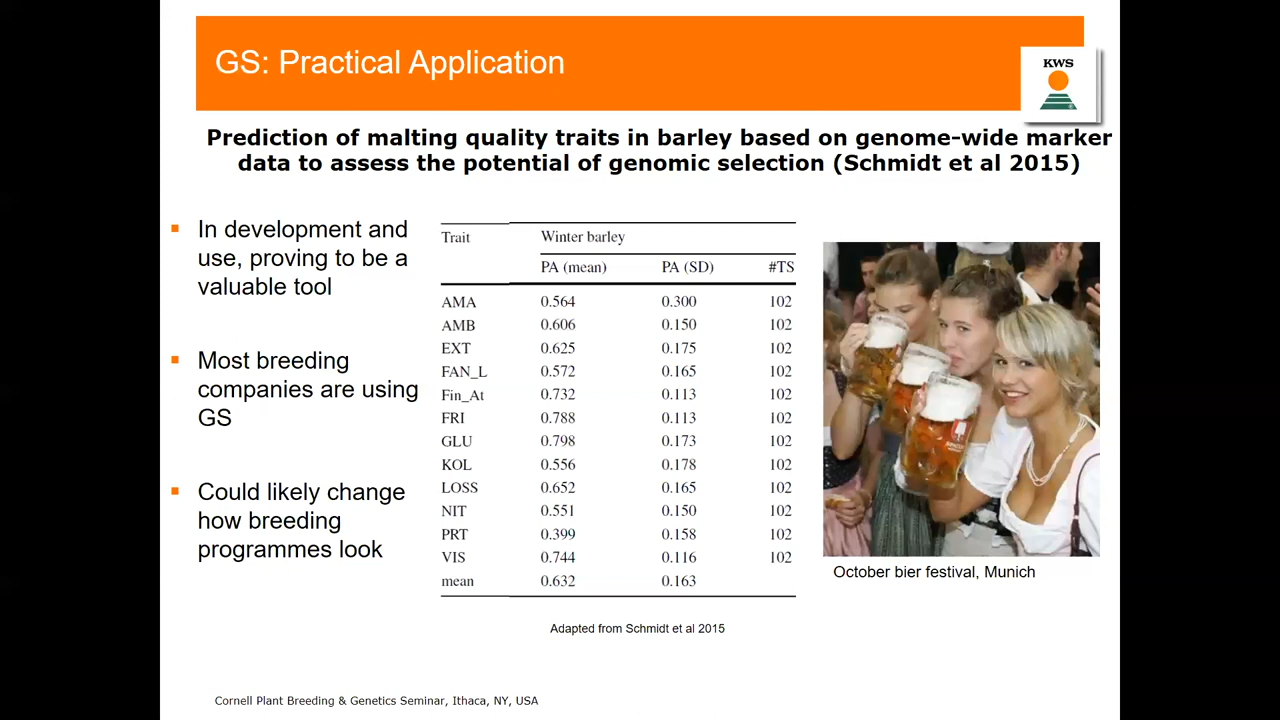 GS: Practical Application
KWS
Prediction of malting quality traits in barley based on genome-wide marker
data to assess the potential of genomic selection (Schmidt et al 2015)
In development and
use, proving to be a
valuable tool
Most breeding
companies are using
GS
Could likely change
how breeding
programmes look
Trait Winter barley
PA (mean) PA (SD) #TS
AMA 0.564 0.300 102
AMB 0.606 0.150 102
EXT 0.625 0.175 102
FAN_L 0.572 0.165 102
Fin_At 0.732 0.113 102
FRI 0.788 0.113 102
GLU 0.798 0.173 102
KOL 0.556 0.178 102
LOSS 0.652 0.165 102
NIT 0.551 0.150 102
PRT 0.399 0.158 102
VIS 0.744 0.116 102
mean 0.632 0.163
October bier festival, Munich
Adapted from Schmidt et al 2015
Cornell Plant Breeding & Genetics Seminar, Ithaca, NY, USA